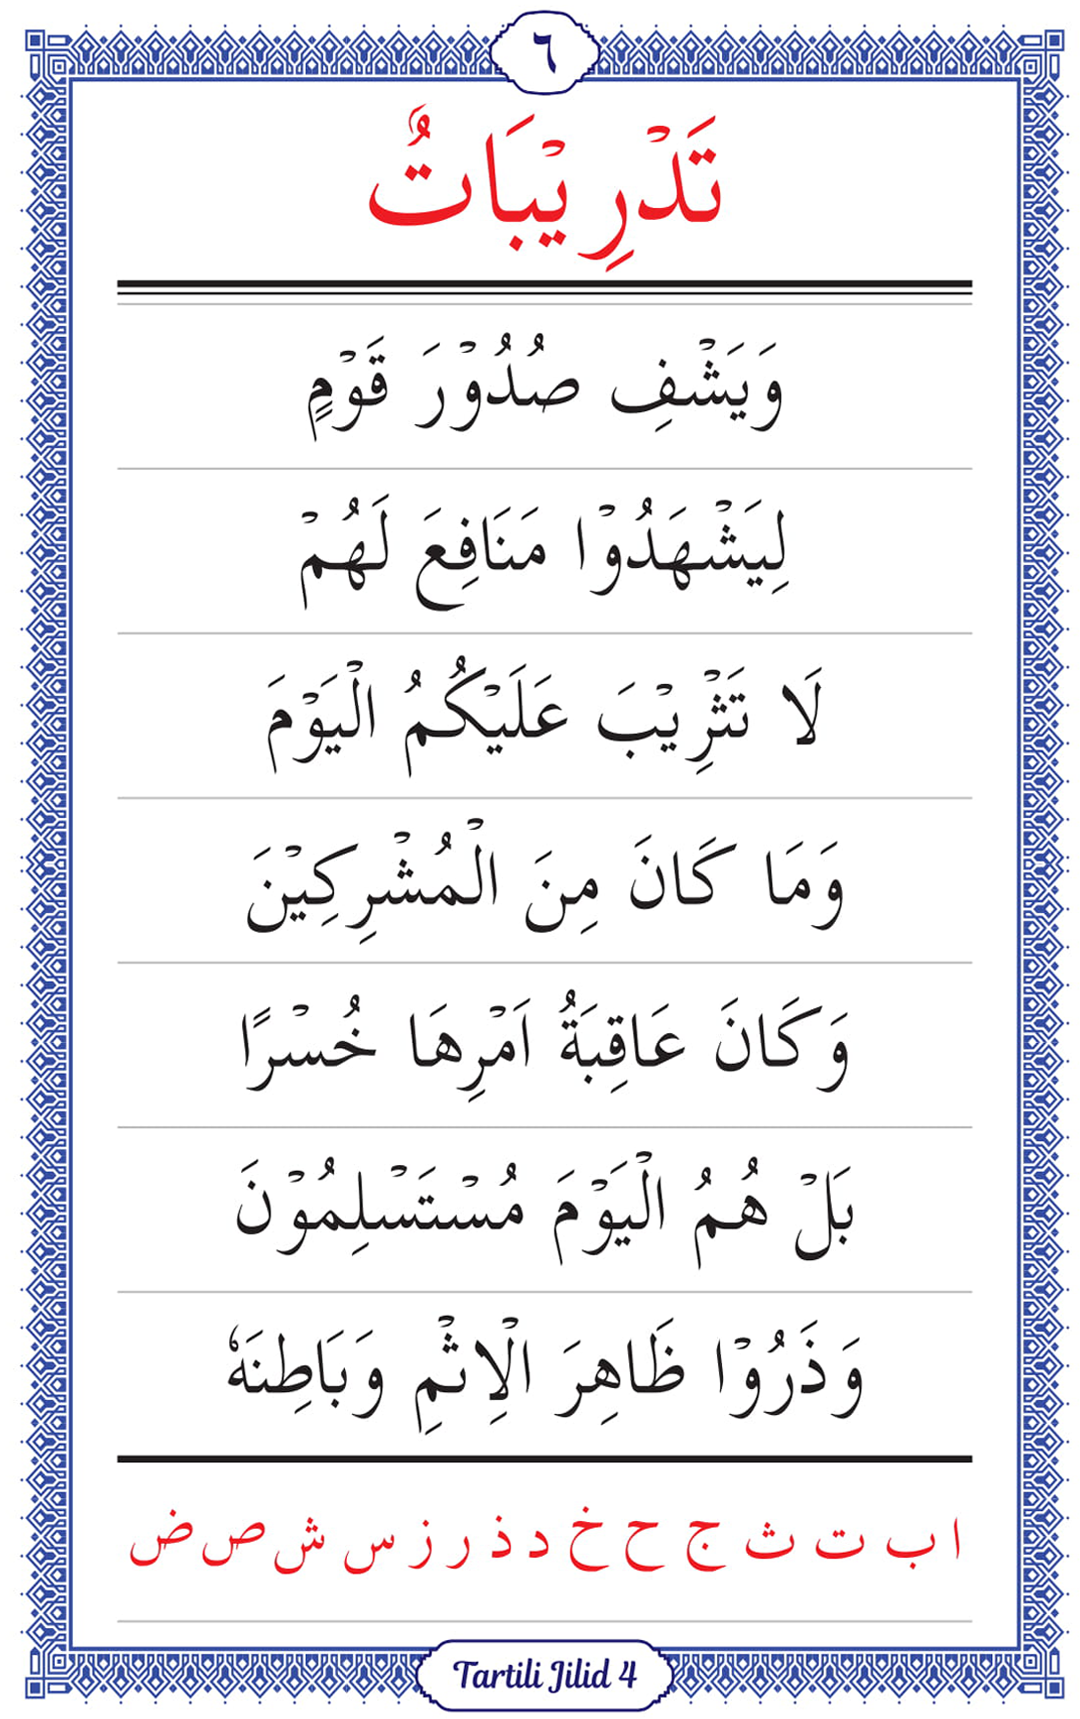 ٦
تَدْرِيْبَاتٌ
وَيَشْفِ صُدُوْرَ قَوْمٍ
لِيَشْهَدُوْا مَنَافِعَ لَهُمْ
لَا تَثْرِيْبَ عَلَيْكُمُ الْيَوْمَ
وَمَا كَانَ مِنَ الْمُشْرِكِيْنَ
وَكَانَ عَاقِبَةُ اَمْرِهَا خُسْرًا
بَلْ هُمُ الْيَوْمَ مُسْتَسْلِمُوْنَ
وَذَرُوْا ظَاهِرَ الْاِثْمِ وَبَاطِنَهٗ
ا ب ت ث ج ح خ د ذ ر ز س ش ص ض
Tartili Jilid 4